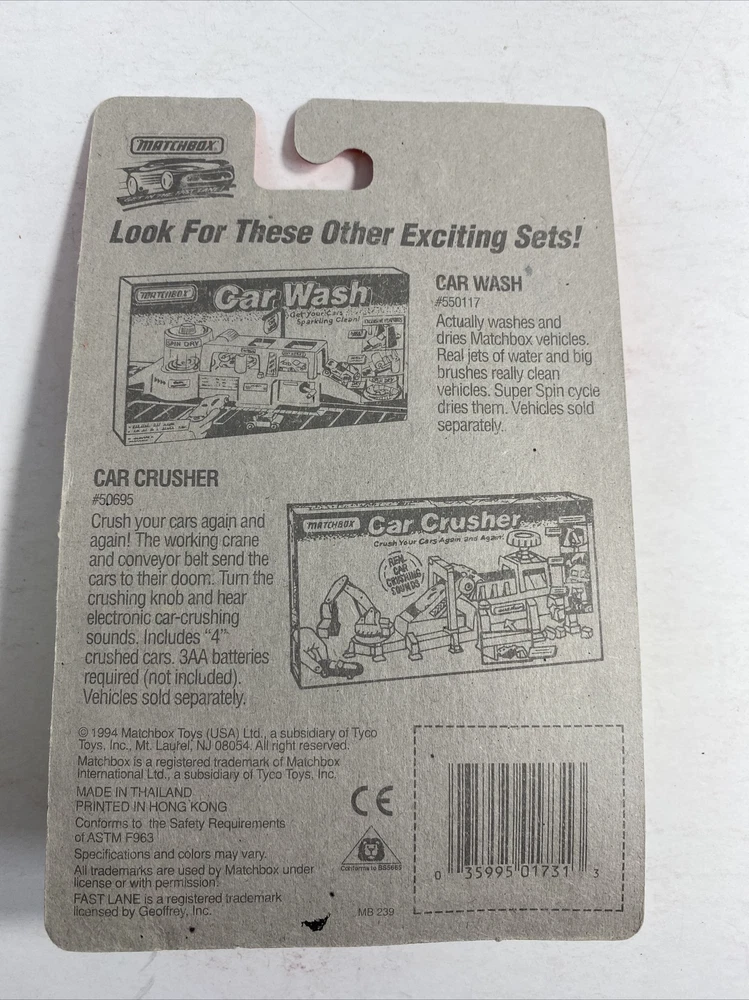 MATCHBOX
Look For These Other Exciting Sets!
MATCHBOX
Car Wash
Get Your Cars
Sparkling Clean!
SPIN DRY
CAR WASH
#550117
Actually washes and
dries Matchbox vehicles.
Real jets of water and big
brushes really clean
vehicles. Super Spin cycle
dries them. Vehicles sold
separately.
CAR CRUSHER
#50695
Crush your cars again and
again! The working crane
and conveyor belt send the
cars to their doom. Turn the
crushing knob and hear
electronic car-crushing
sounds. Includes "4"
crushed cars. 3AA batteries
required (not included).
Vehicles sold separately.
MATCHBOX
Car Crusher
Crush Your Cars Again and Again!
REAL
CAR
CRUSHING
SOUNDS
© 1994 Matchbox Toys (USA) Ltd., a subsidiary of Tyco
Toys, Inc., Mt. Laurel, NJ 08054. All right reserved.
Matchbox is a registered trademark of Matchbox
International Ltd., a subsidiary of Tyco Toys, Inc.
MADE IN THAILAND
PRINTED IN HONG KONG
Conforms to the Safety Requirements
of ASTM F963
Specifications and colors may vary.
All trademarks are used by Matchbox under
license or with permission.
FAST LANE is a registered trademark
licensed by Geoffrey, Inc.
CE
Conforms to BS5665
MB 239
0 35995 01731 3